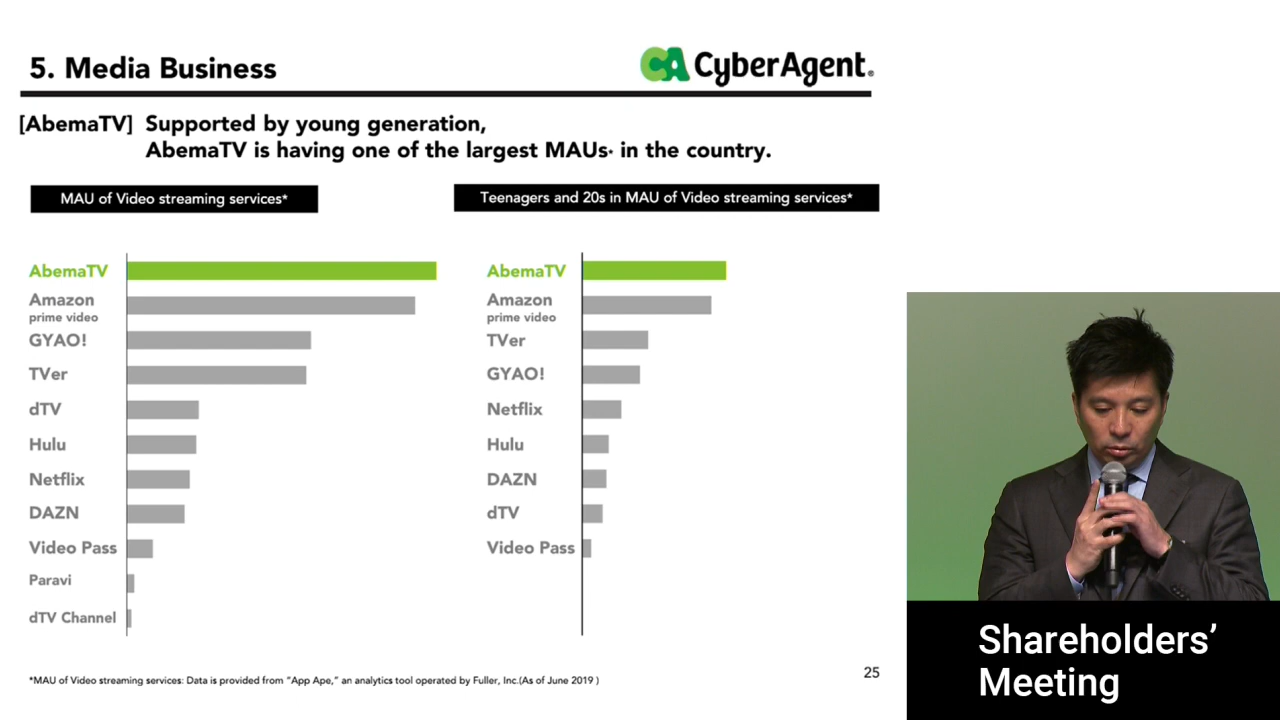 5. Media Business
CA CyberAgent®
[AbemaTV] Supported by young generation,
AbemaTV is having one of the largest MAUs* in the country.
MAU of Video streaming services*
Teenagers and 20s in MAU of Video streaming services*
AbemaTV
Amazon
prime video
GYAO!
TVer
dTV
Hulu
Netflix
DAZN
Video Pass
Paravi
dTV Channel
AbemaTV
Amazon
prime video
TVer
GYAO!
Netflix
Hulu
DAZN
dTV
Video Pass
*MAU of Video streaming services: Data is provided from "App Ape," an analytics tool operated by Fuller, Inc.(As of June 2019 )
25
Shareholders’
Meeting